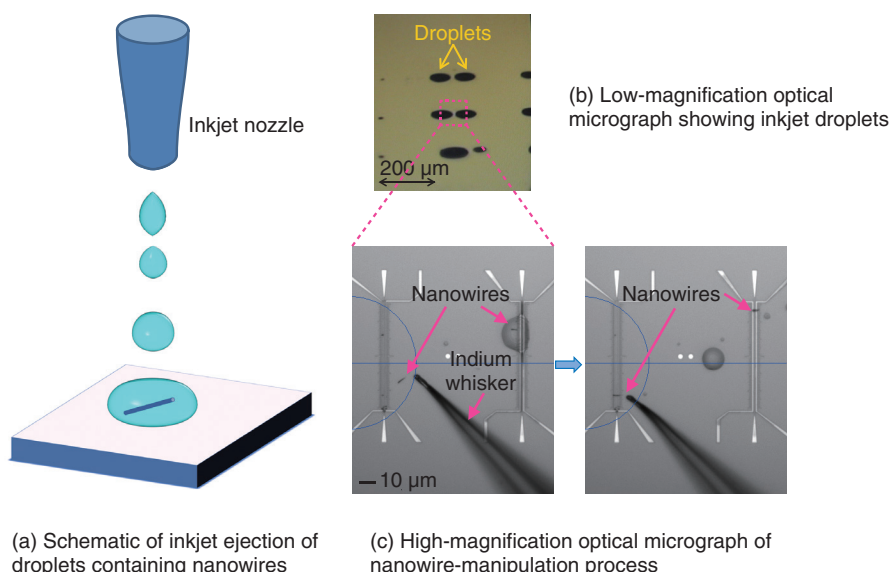 Inkjet nozzle
Droplets
200 μm
(b) Low-magnification optical
micrograph showing inkjet droplets
Nanowires
Indium
whisker
10 μm
Nanowires
(a) Schematic of inkjet ejection of
droplets containing nanowires
(c) High-magnification optical micrograph of
nanowire-manipulation process